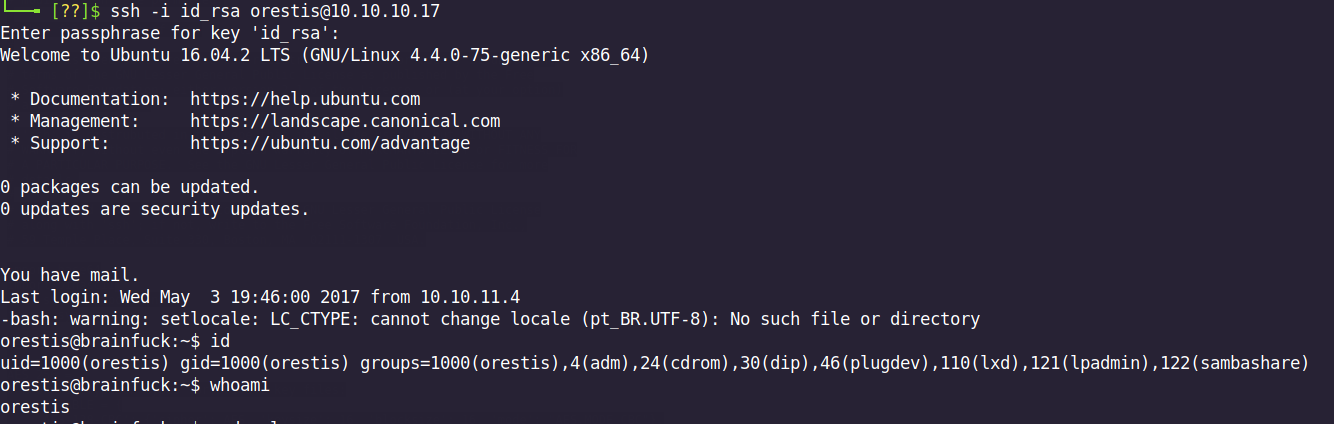 [??]$ ssh -i id_rsa orestis@10.10.10.17
Enter passphrase for key 'id_rsa':
Welcome to Ubuntu 16.04.2 LTS (GNU/Linux 4.4.0-75-generic x86_64)
* Documentation:  https://help.ubuntu.com
* Management:     https://landscape.canonical.com
* Support:        https://ubuntu.com/advantage
0 packages can be updated.
0 updates are security updates.
You have mail.
Last login: Wed May  3 19:46:00 2017 from 10.10.11.4
-bash: warning: setlocale: LC_CTYPE: cannot change locale (pt_BR.UTF-8): No such file or directory
orestis@brainfuck:~$ id
uid=1000(orestis) gid=1000(orestis) groups=1000(orestis),4(adm),24(cdrom),30(dip),46(plugdev),110(lxd),121(lpadmin),122(sambashare)
orestis@brainfuck:~$ whoami
orestis